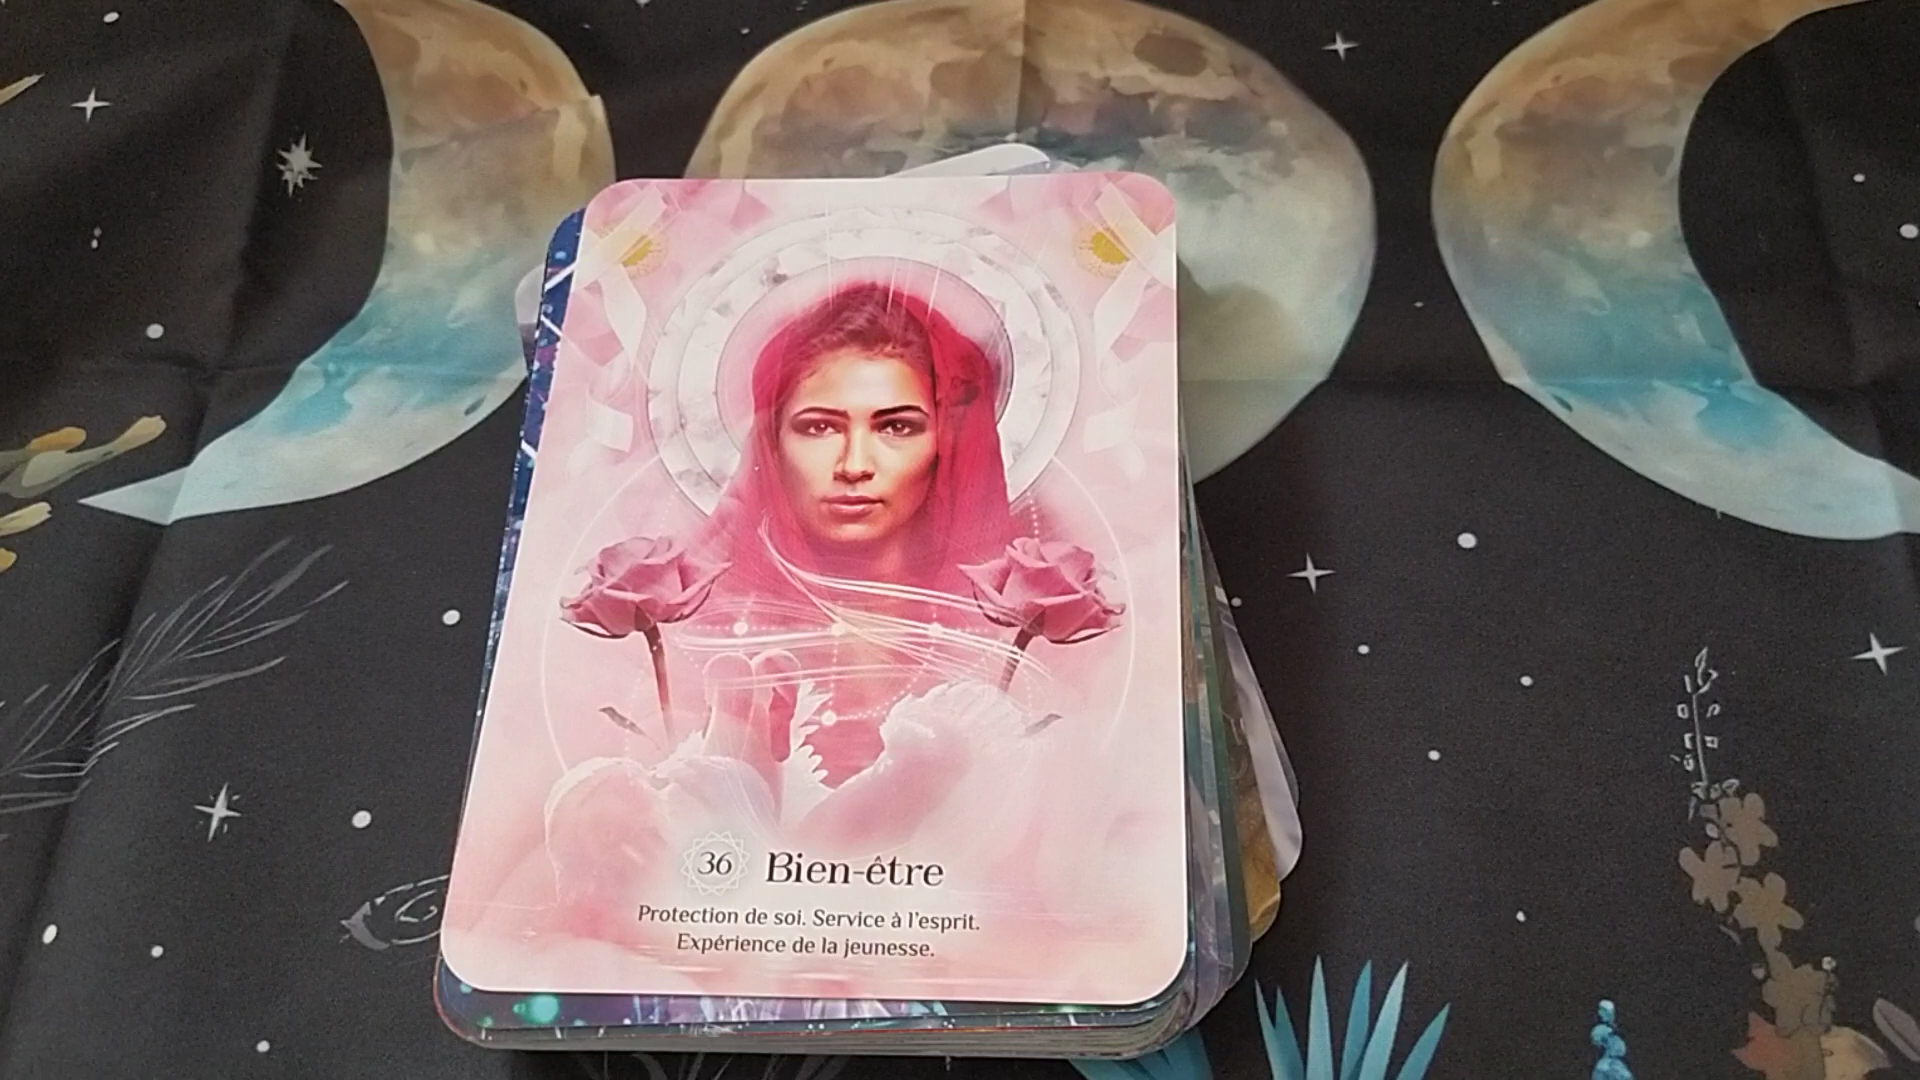 36 Bien-être
Protection de soi. Service à l'esprit.
Expérience de la jeunesse.